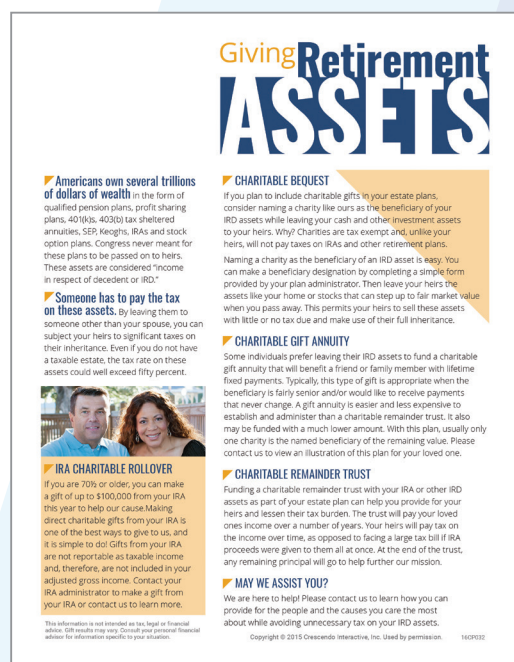 Giving Retirement
ASSETS
Americans own several trillions
of dollars of wealth in the form of
qualified pension plans, profit sharing
plans, 401(k)s, 403(b) tax sheltered
annuities, SEP, Keoghs, IRAs and stock
option plans. Congress never meant for
these plans to be passed on to heirs.
These assets are considered "income
in respect of decedent or IRD."
Someone has to pay the tax
on these assets. By leaving them to
someone other than your spouse, you can
subject your heirs to significant taxes on
their inheritance. Even if you do not have
a taxable estate, the tax rate on these
assets could well exceed fifty percent.
IRA CHARITABLE ROLLOVER
If you are 70½ or older, you can make
a gift of up to $100,000 from your IRA
this year to help our cause.Making
direct charitable gifts from your IRA is
one of the best ways to give to us, and
it is simple to do! Gifts from your IRA
are not reportable as taxable income
and, therefore, are not included in your
adjusted gross income. Contact your
IRA administrator to make a gift from
your IRA or contact us to learn more.
This information is not intended as tax, legal or financial
advice. Gift results may vary. Consult your personal financial
advisor for information specific to your situation.
CHARITABLE BEQUEST
If you plan to include charitable gifts in your estate plans,
consider naming a charity like ours as the beneficiary of your
IRD assets while leaving your cash and other investment assets
to your heirs. Why? Charities are tax exempt and, unlike your
heirs, will not pay taxes on IRAs and other retirement plans.
Naming a charity as the beneficiary of an IRD asset is easy. You
can make a beneficiary designation by completing a simple form
provided by your plan administrator. Then leave your heirs the
assets like your home or stocks that can step up to fair market value
when you pass away. This permits your heirs to sell these assets
with little or no tax due and make use of their full inheritance.
CHARITABLE GIFT ANNUITY
Some individuals prefer leaving their IRD assets to fund a charitable
gift annuity that will benefit a friend or family member with lifetime
fixed payments. Typically, this type of gift is appropriate when the
beneficiary is fairly senior and/or would like to receive payments
that never change. A gift annuity is easier and less expensive to
establish and administer than a charitable remainder trust. It also
may be funded with a much lower amount. With this plan, usually only
one charity is the named beneficiary of the remaining value. Please
contact us to view an illustration of this plan for your loved one.
CHARITABLE REMAINDER TRUST
Funding a charitable remainder trust with your IRA or other IRD
assets as part of your estate plan can help you provide for your
heirs and lessen their tax burden. The trust will pay your loved
ones income over a number of years. Your heirs will pay tax on
the income over time, as opposed to facing a large tax bill if IRA
proceeds were given to them all at once. At the end of the trust,
any remaining principal will go to help further our mission.
MAY WE ASSIST YOU?
We are here to help! Please contact us to learn how you can
provide for the people and the causes you care the most
about while avoiding unnecessary tax on your IRD assets.
Copyright © 2015 Crescendo Interactive, Inc. Used by permission. 16CP032